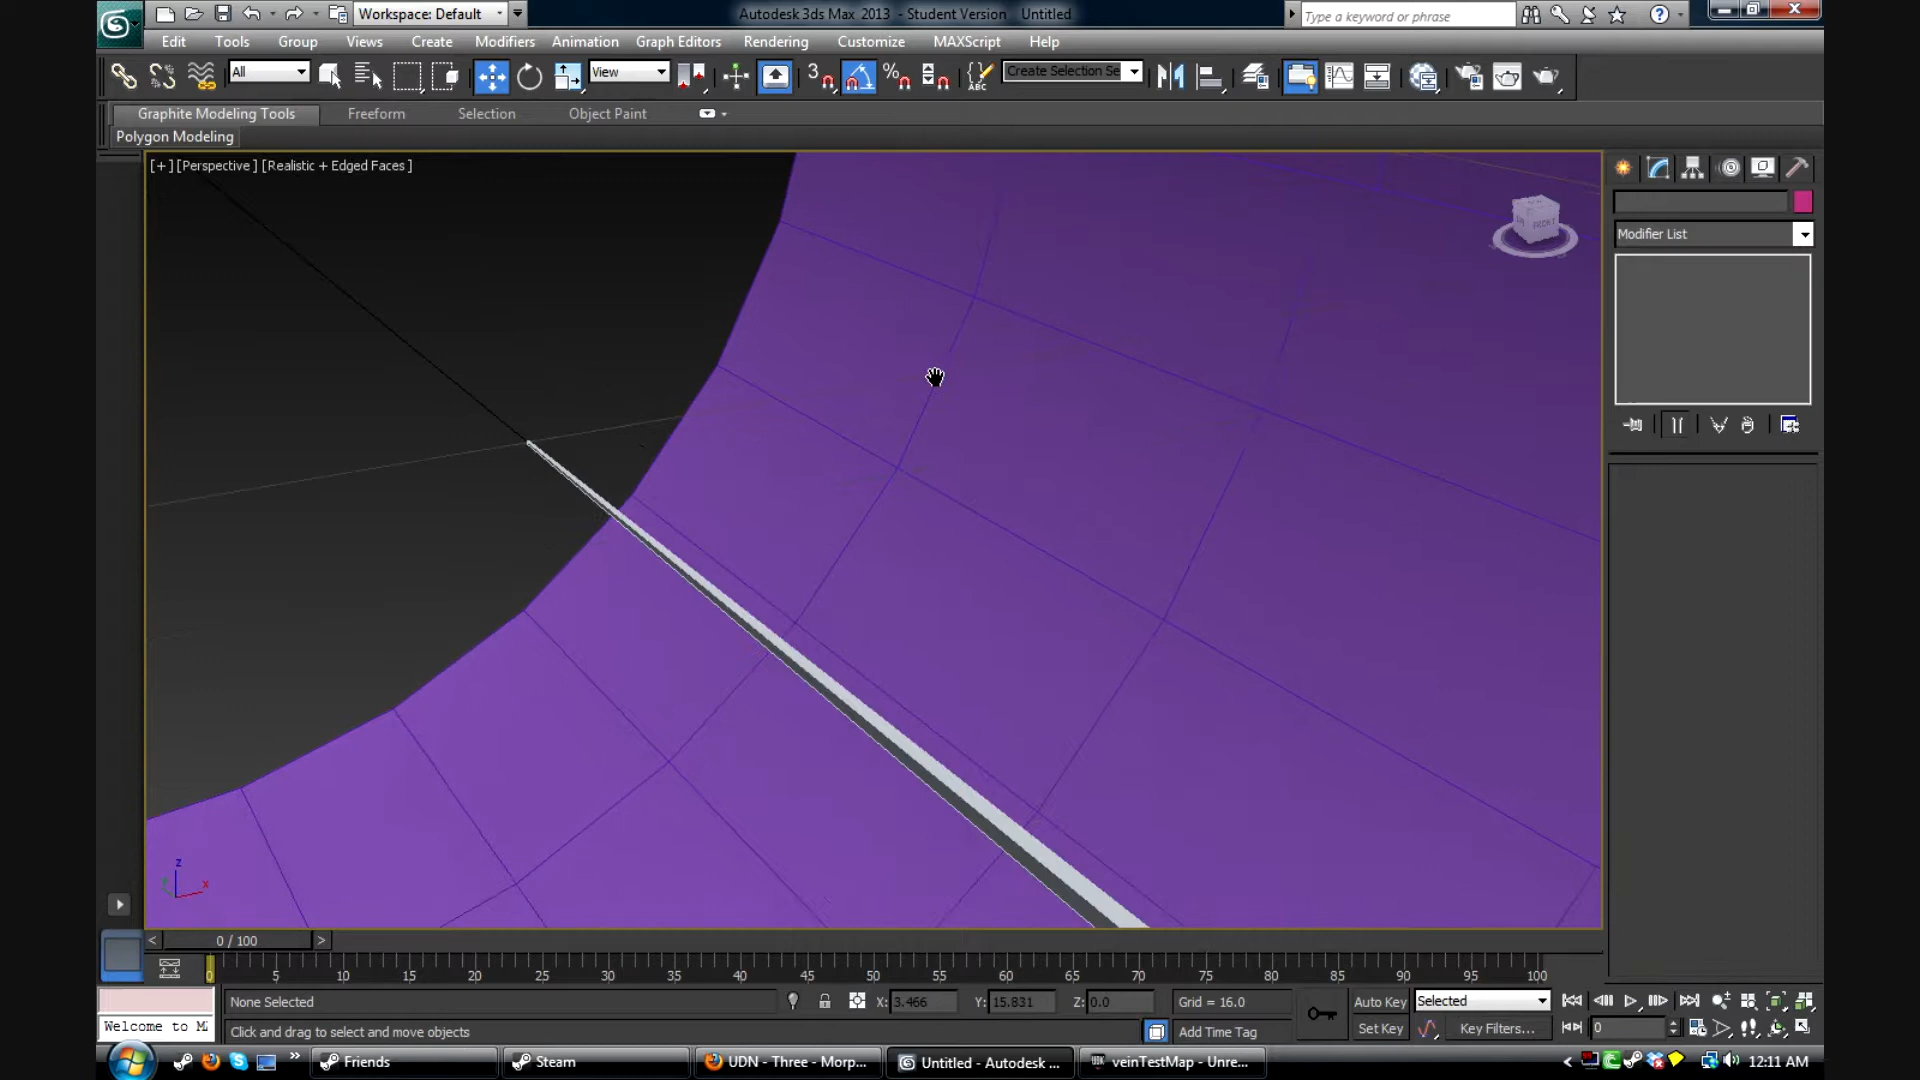 Workspace: Default
Autodesk 3ds Max 2013 - Student Version Untitled
Type a keyword or phrase
Edit Tools Group Views Create Modifiers Animation Graph Editors Rendering Customize MAXScript Help
All
View
3
%
ABC
Create Selection Se
Graphite Modeling Tools Freeform Selection Object Paint
Polygon Modeling
[+] [Perspective] [Realistic + Edged Faces]
FRONT
Modifier List
z
x
< 0 / 100 >
0 5 10 15 20 25 30 35 40 45 50 55 60 65 70 75 80 85 90 95 100
None Selected
X: 3.466 Y: 15.831 Z: 0.0
Grid = 16.0
Auto Key Selected
Welcome to M
Click and drag to select and move objects
Add Time Tag
Set Key Key Filters...
0
Friends
Steam
UDN - Three - Morp...
Untitled - Autodesk ...
veinTestMap - Unre...
12:11 AM